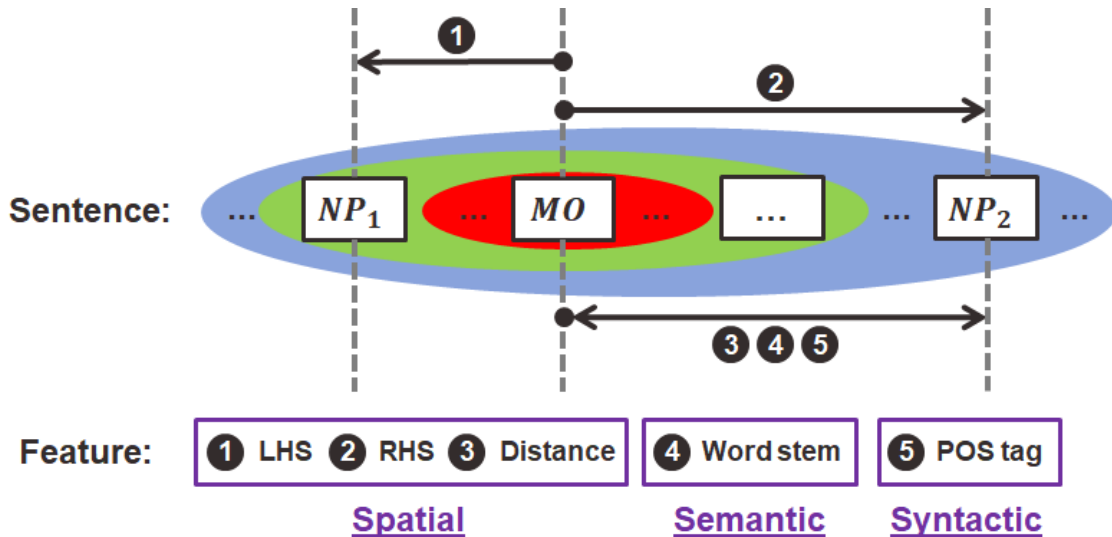 1
2
Sentence: ... NP1 ... MO ... ... ... NP2 ...
3 4 5
Feature: 1 LHS 2 RHS 3 Distance 4 Word stem 5 POS tag
Spatial Semantic Syntactic